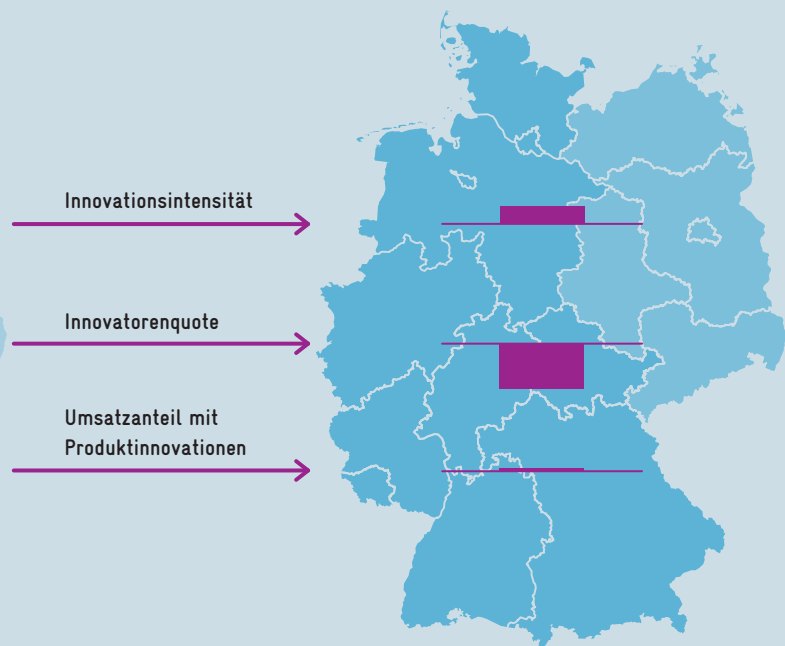 Innovationsintensität
Innovatorenquote
Umsatzanteil mit
Produktinnovationen